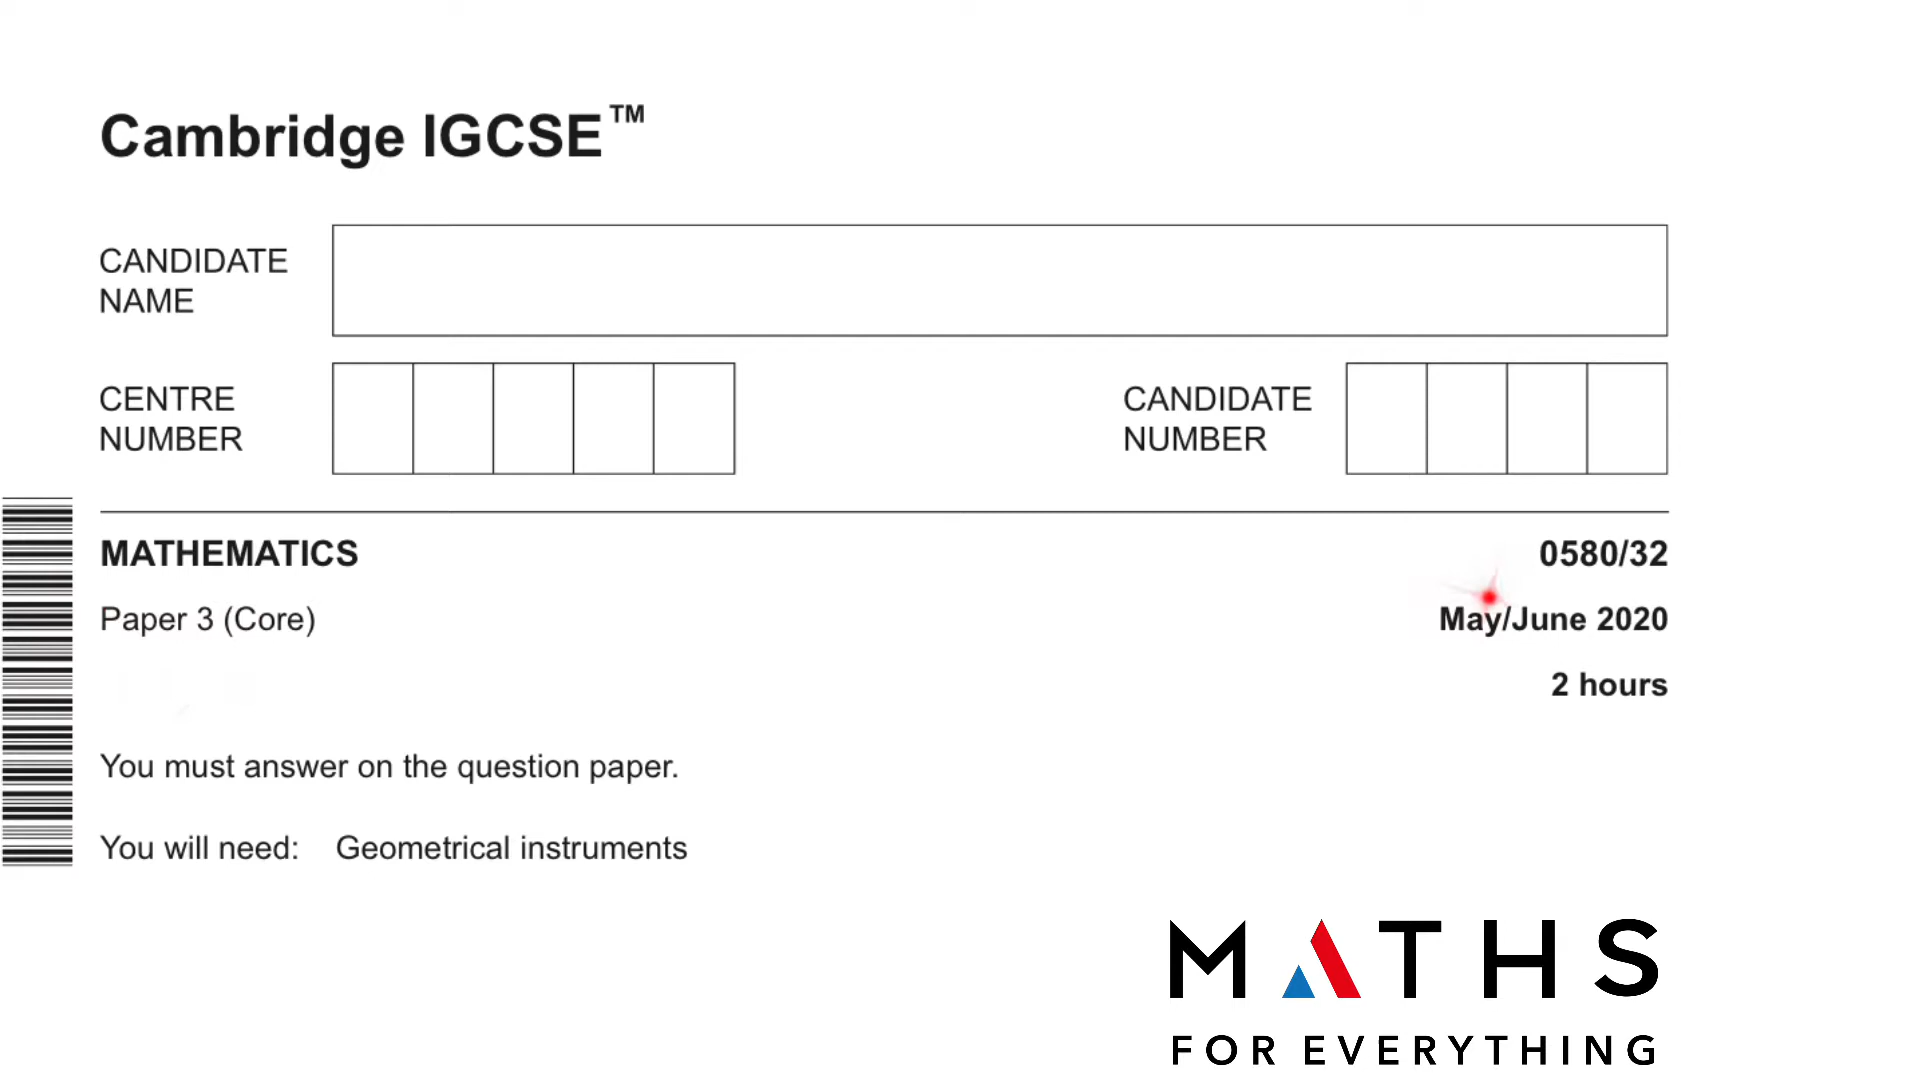 Cambridge IGCSE™
CANDIDATE
NAME
CENTRE
NUMBER
CANDIDATE
NUMBER
MATHEMATICS
0580/32
Paper 3 (Core)
May/June 2020
2 hours
You must answer on the question paper.
You will need: Geometrical instruments
MATHS
FOR EVERYTHING